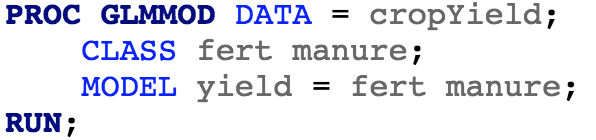 PROC GLMMOD DATA = cropYield;
CLASS fert manure;
MODEL yield = fert manure;
RUN;